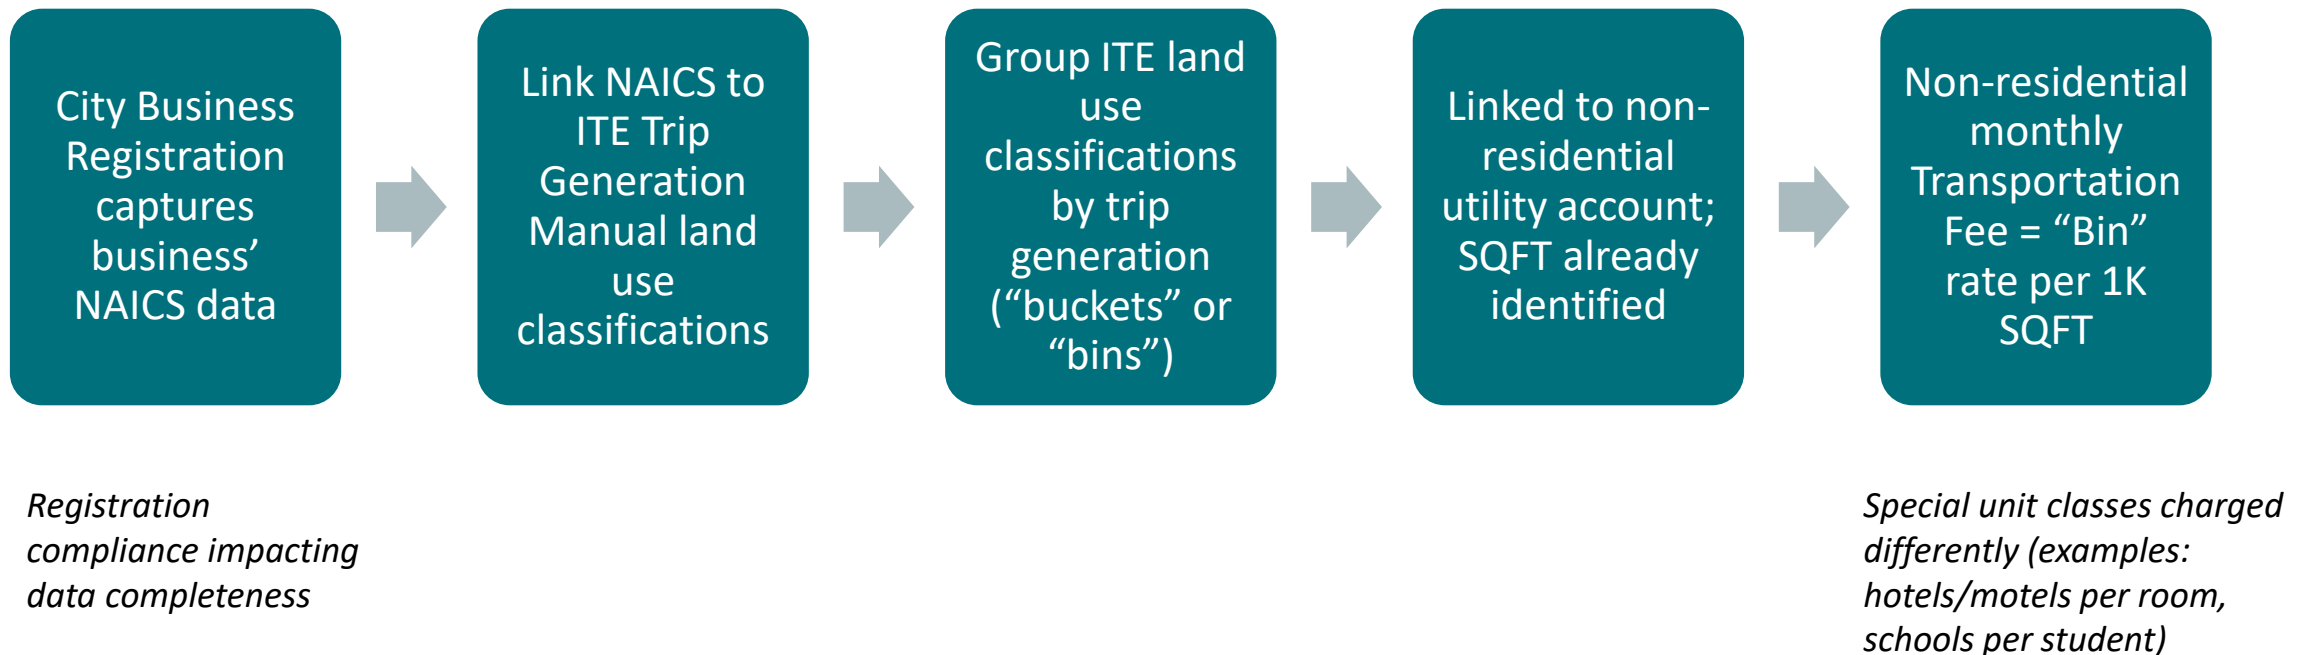 City Business
Registration
captures
business’
NAICS data
Link NAICS to
ITE Trip
Generation
Manual land
use
classifications
Group ITE land
use
classifications
by trip
generation
(“buckets” or
“bins”)
Linked to non-
residential
utility account;
SQFT already
identified
Non-residential
monthly
Transportation
Fee = “Bin”
rate per 1K
SQFT
Registration
compliance impacting
data completeness
Special unit classes charged
differently (examples:
hotels/motels per room,
schools per student)